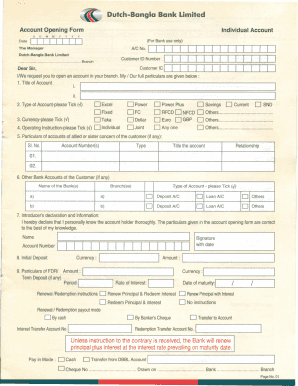 Dutch-Bangla Bank Limited
Account Opening Form
Individual Account
D D M M Y Y
Date
(For Bank use only)
The Manager
A/C No.
Dutch-Bangla Bank Limited
Customer ID Number
Branch
Customer ID
Dear Sir,
I/We request you to open an account in your branch. My / Our full particulars are given below :
1. Title of Account
2. Type of Account-please Tick (√) Excel Power Power Plus Savings Current SND
Fixed FC RFCD NFCD Others
3. Currency-please Tick (√) Taka Dollar Euro GBP Others
4. Operating Instruction-please Tick (√) Individual Joint Any one Others
5. Particulars of accounts of allied or sister concern of the customer (if any):
Sl. No. Account Number(s) Type Title the account Relationship
01.
02.
6. Other Bank Accounts of the Customer (if any)
Name of the Bank(s) Branch(es) Type of Account - please Tick (√)
a) a) Deposit A/C Loan A/C Others
b) b) Deposit A/C Loan A/C Others
7. Introducer's declaration and information:
I hereby declare that I personally know the account holder thoroughly. The particulars given in the account opening form are correct
to the best of my knowledge.
Name
Signature
with date
Account Number
8. Initial Deposit Currency : Amount :
9. Particulars of FDR/ Amount : Currency :
Term Deposit (if any)
Period: Rate of Interest : Date of maturity: / /
Renewal /Redemption instructions : Renew Principal & Redeem Interest Renew Principal with Interest
Redeem Principal & Interest No instructions
Renewal / Redemption payout mode
By cash By Banker's Cheque Transfer to Account
Interest Transfer Account No. Redemption Transfer Account No.
Unless instruction to the contrary is received, the Bank will renew
principal plus interest at the interest rate prevailing on maturity date.
Pay in Mode Cash Transfer from DBBL Account
Cheque No. Drawn on Bank Branch
Page No. 01